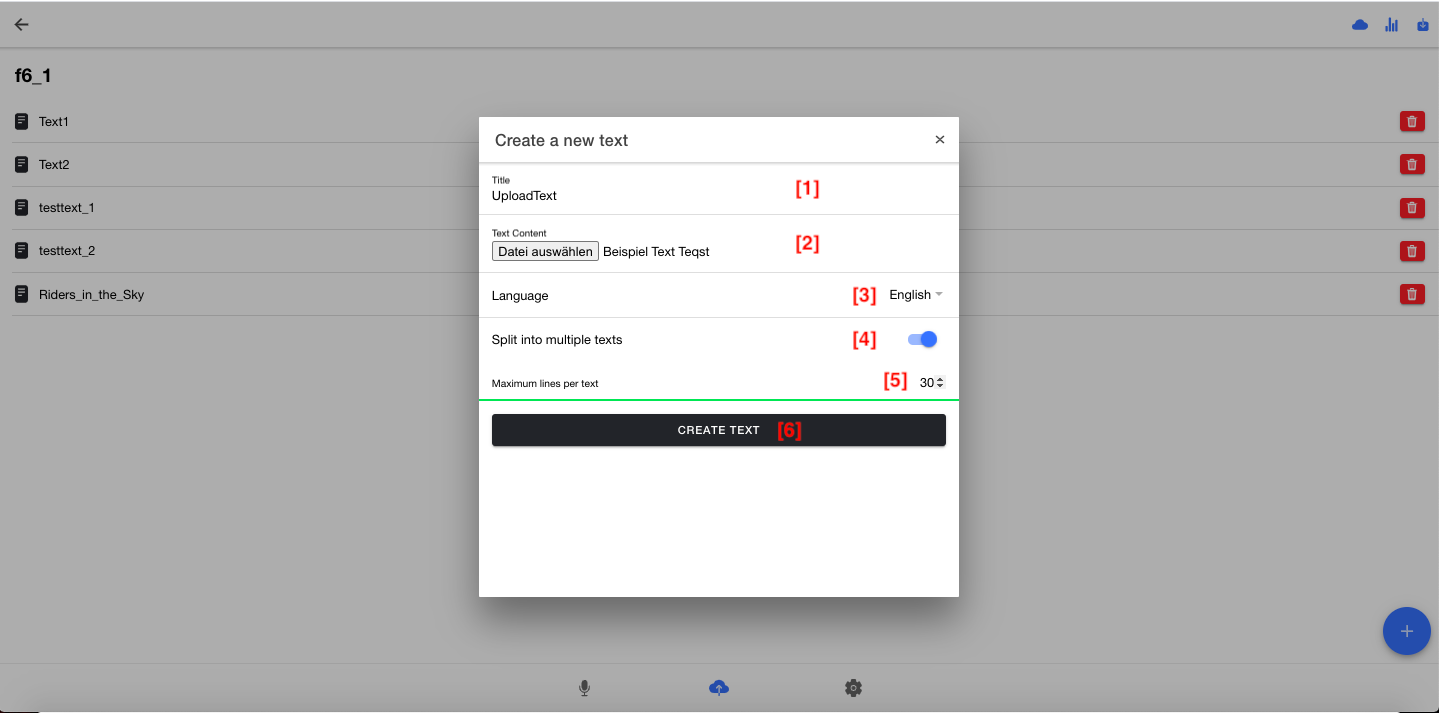 f6_1
Text1
Text2
testtext_1
testtext_2
Riders_in_the_Sky
Create a new text ×
Title
UploadText [1]
Text Content
Datei auswählen Beispiel Text Teqst [2]
Language [3] English
Split into multiple texts [4]
Maximum lines per text [5] 30
CREATE TEXT [6]